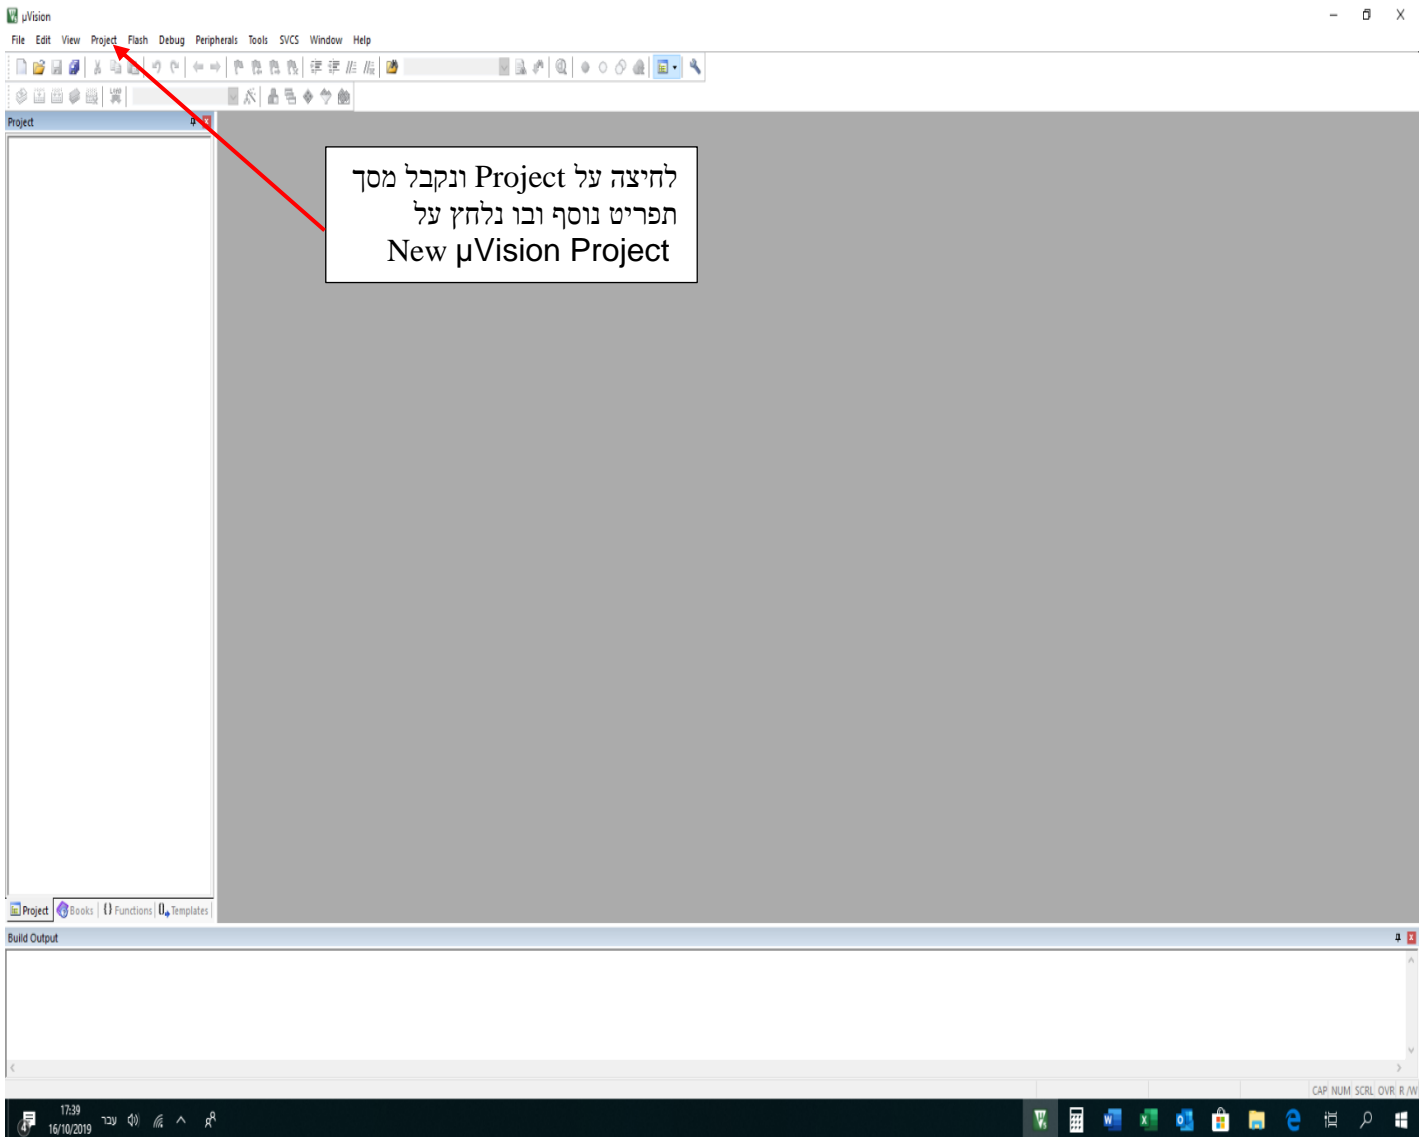 µVision
File Edit View Project Flash Debug Peripherals Tools SVCS Window Help
LOAD
Project
לחיצה על Project ונקבל מסך
תפריט נוסף ובו נלחץ על
New µVision Project
Project Books {} Functions Templates
Build Output
CAP NUM SCRL OVR R/W
17:39
16/10/2019
עבר